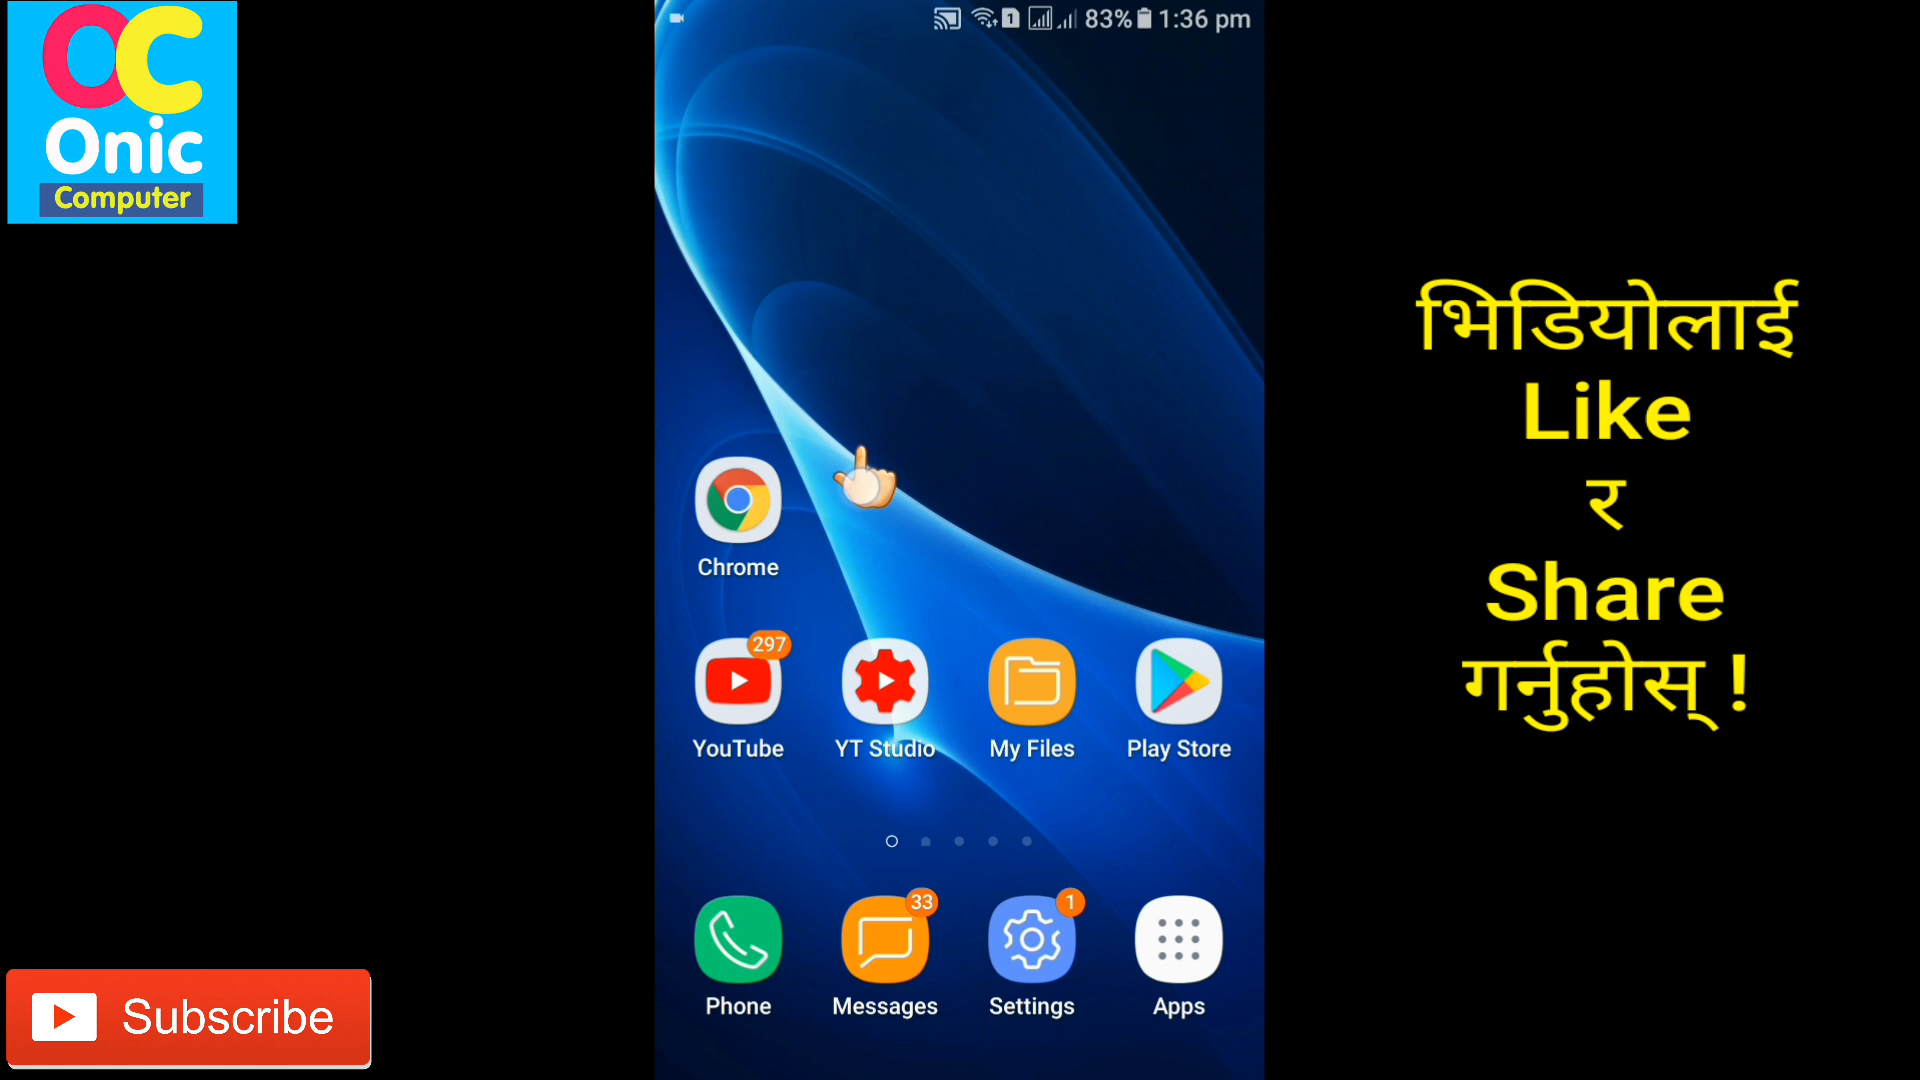 OC
Onic
Computer
1 83% 1:36 pm
भिडियोलाई
Like
र
Share
गर्नुहोस् !
Chrome
297
YouTube
YT Studio
My Files
Play Store
33
1
Phone
Messages
Settings
Apps
Subscribe